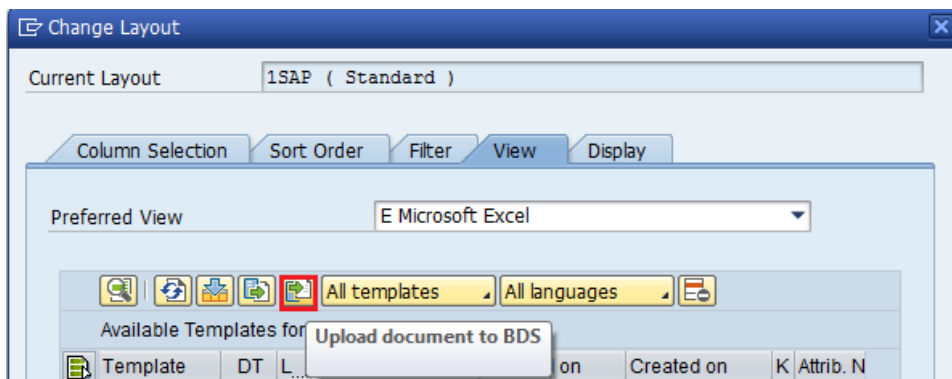 Change Layout
Current Layout 1SAP ( Standard )
Column Selection Sort Order Filter View Display
Preferred View E Microsoft Excel
All templates All languages
Available Templates for
Upload document to BDS
Template DT L... on Created on K Attrib. N